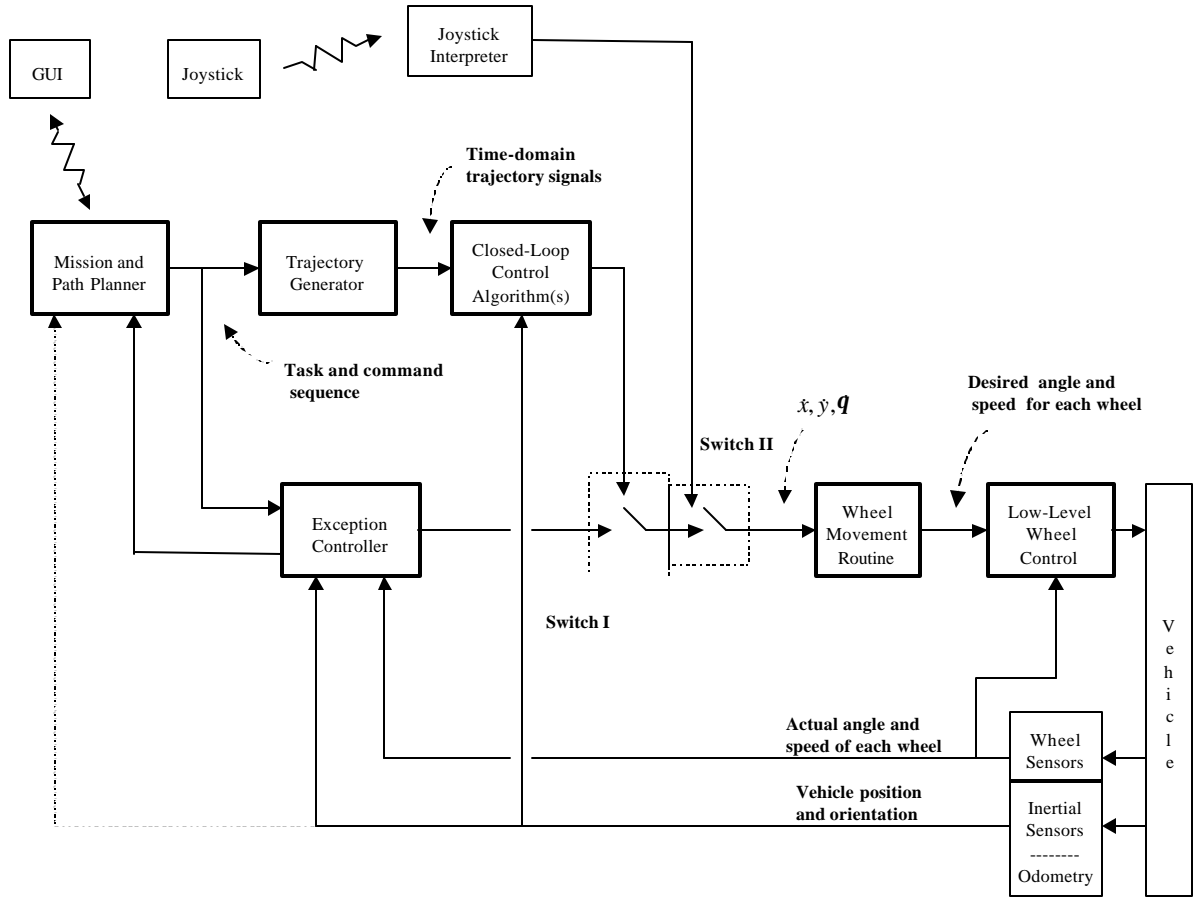 GUI
Joystick
Joystick
Interpreter
Time-domain
trajectory signals
Mission and
Path Planner
Trajectory
Generator
Closed-Loop
Control
Algorithm(s)
Task and command
sequence
Desired angle and
speed for each wheel
ẋ, ẏ, q
Switch II
Exception
Controller
Wheel
Movement
Routine
Low-Level
Wheel
Control
Switch I
Vehicle
Actual angle and
speed of each wheel
Wheel
Sensors
Vehicle position
and orientation
Inertial
Sensors
--------
Odometry